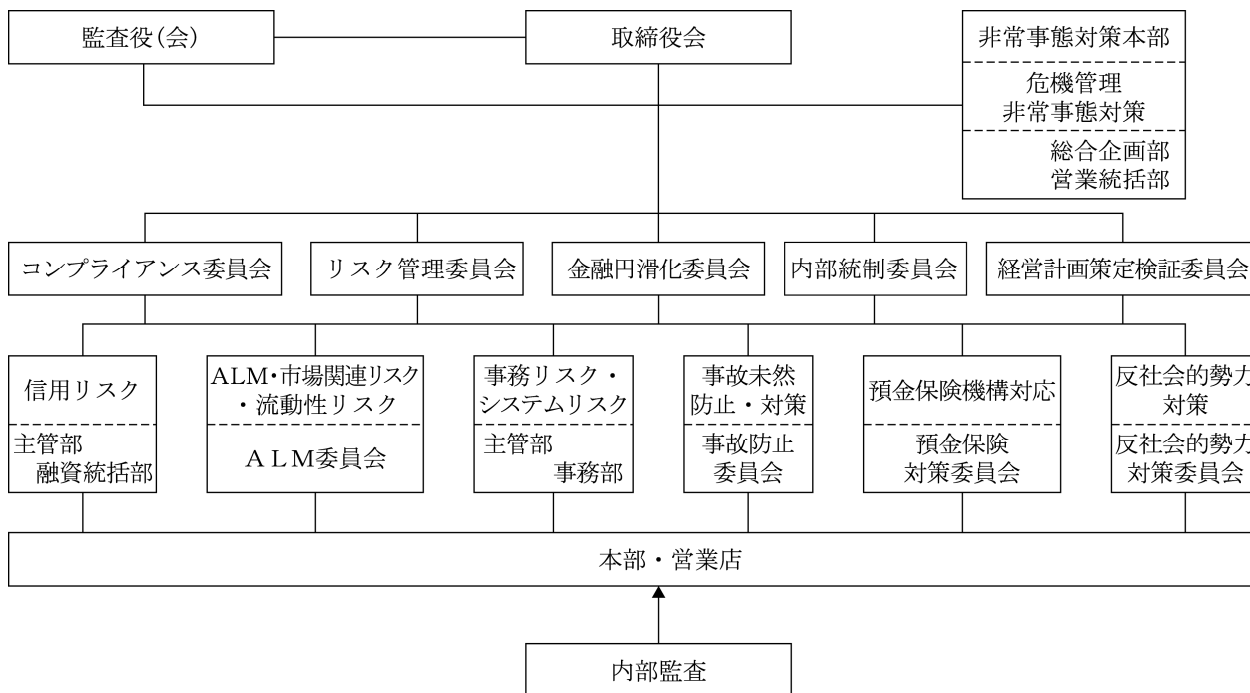 監査役（会）
取締役会
非常事態対策本部
危機管理
非常事態対策
総合企画部
営業統括部
コンプライアンス委員会
リスク管理委員会
金融円滑化委員会
内部統制委員会
経営計画策定検証委員会
信用リスク
主管部
融資統括部
ALM・市場関連リスク
・流動性リスク
ALM委員会
事務リスク・
システムリスク
主管部
事務部
事故未然
防止・対策
事故防止
委員会
預金保険機構対応
預金保険
対策委員会
反社会的勢力
対策
反社会的勢力
対策委員会
本部・営業店
内部監査